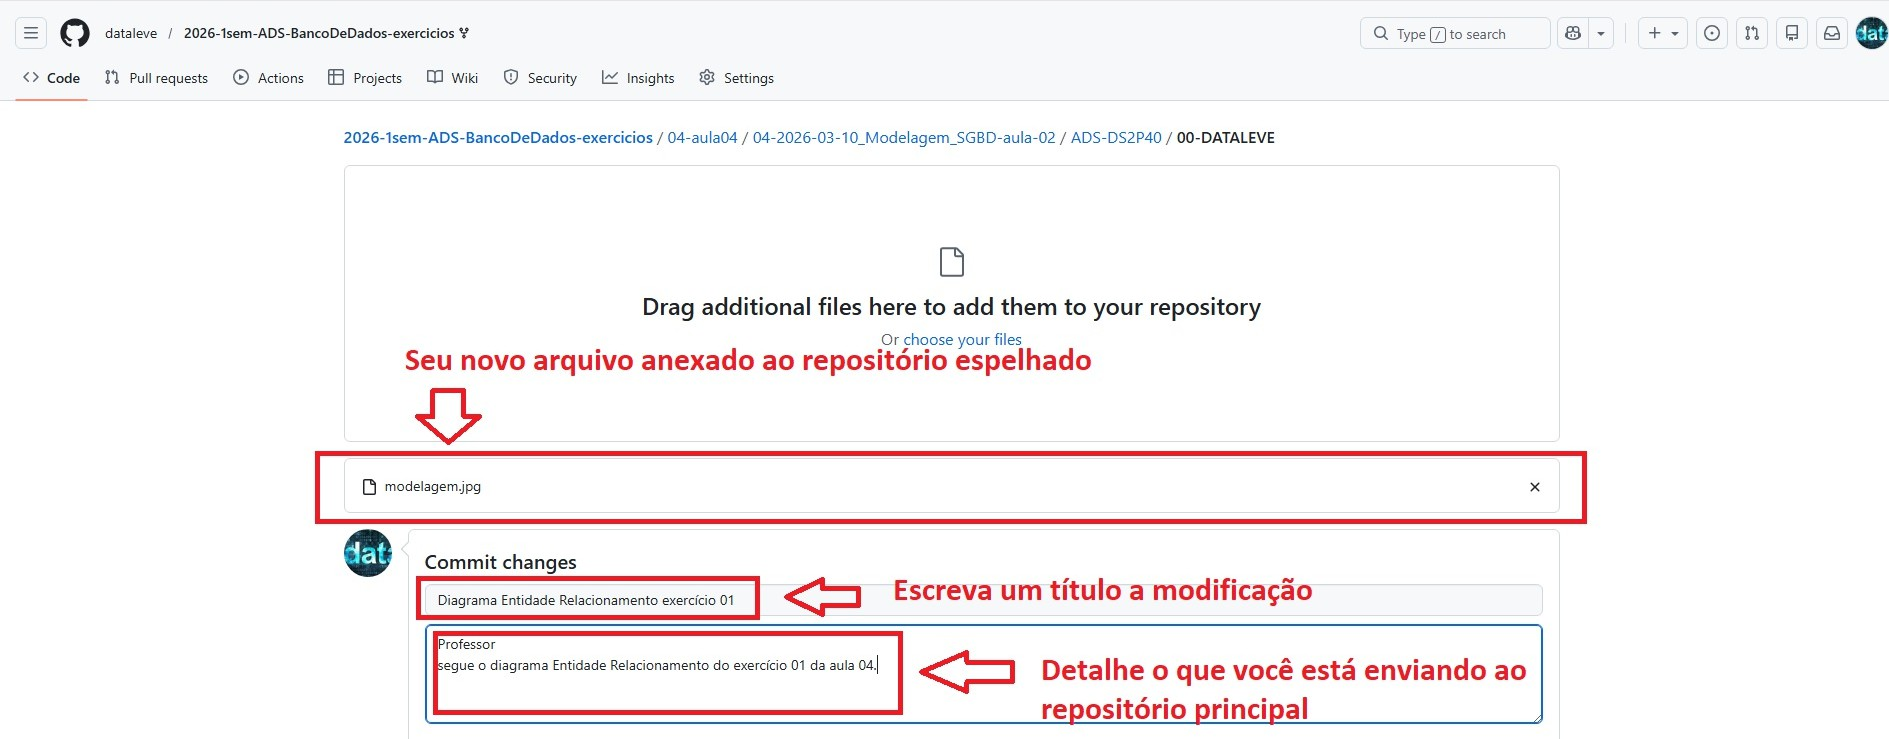 dataleve / 2026-1sem-ADS-BancoDeDados-exercicios
Type / to search
Code Pull requests Actions Projects Wiki Security Insights Settings
2026-1sem-ADS-BancoDeDados-exercicios / 04-aula04 / 04-2026-03-10_Modelagem_SGBD-aula-02 / ADS-DS2P40 / 00-DATALEVE
Drag additional files here to add them to your repository
Or choose your files
Seu novo arquivo anexado ao repositório espelhado
modelagem.jpg
data
Commit changes
Diagrama Entidade Relacionamento exercício 01
Escreva um título a modificação
Professor
segue o diagrama Entidade Relacionamento do exercício 01 da aula 04.
Detalhe o que você está enviando ao
repositório principal